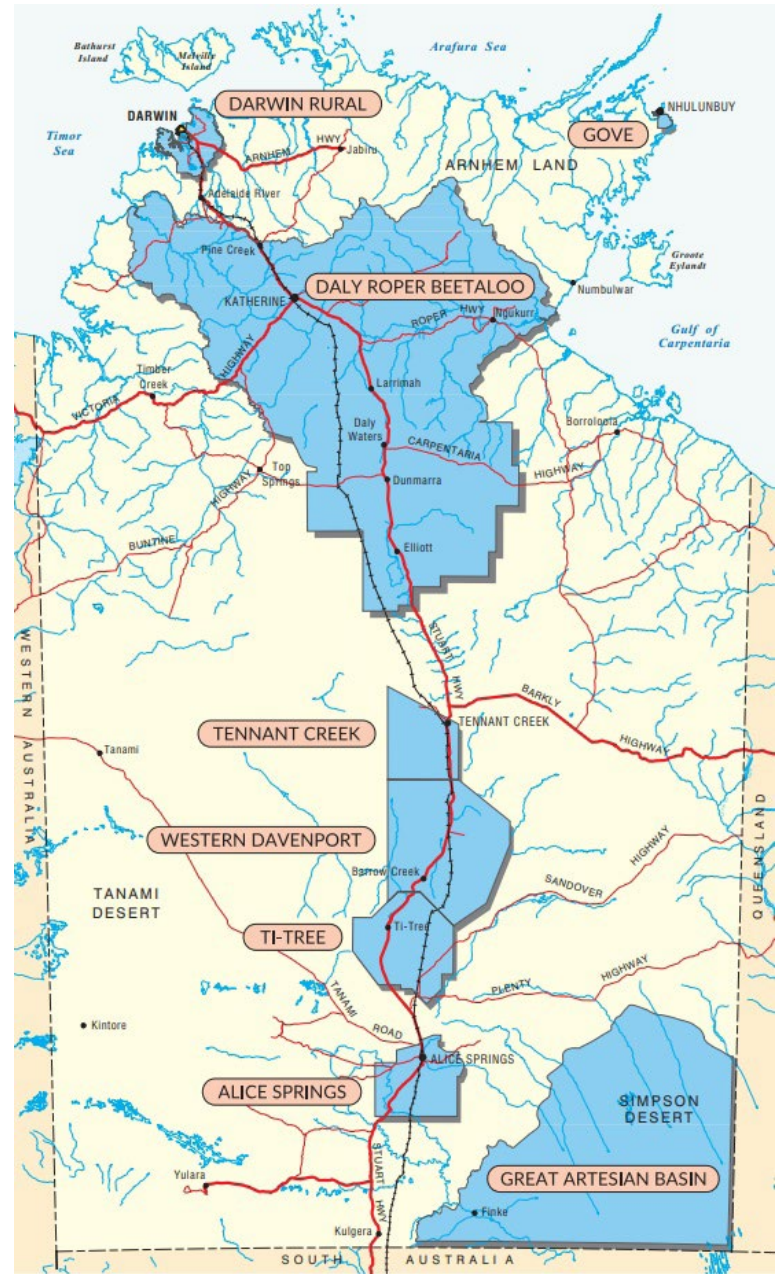 Bathurst
Island
Melville
Island
Arafura Sea
DARWIN RURAL
DARWIN
NHULUNBUY
Timor
Sea
GOVE
ARNHEM HWY
Jabiru
ARNHEM LAND
Adelaide River
Pine Creek
Groote
Eylandt
DALY ROPER BEETALOO
Numbulwar
KATHERINE
ROPER HWY
Ngukurr
Gulf of
Carpentaria
VICTORIA HIGHWAY
Timber
Creek
Larrimah
Daly
Waters
Borroloola
CARPENTARIA HIGHWAY
Top
Springs
Dunmarra
BUNTINE HIGHWAY
Elliott
STUART HWY
WESTERN AUSTRALIA
BARKLY HIGHWAY
TENNANT CREEK
TENNANT CREEK
Tanami
QUEENSLAND
WESTERN DAVENPORT
Barrow Creek
SANDOVER HIGHWAY
TANAMI
DESERT
TI-TREE
Ti-Tree
PLENTY HIGHWAY
TANAMI ROAD
Kintore
ALICE SPRINGS
ALICE SPRINGS
SIMPSON
DESERT
STUART HWY
Yulara
GREAT ARTESIAN BASIN
Finke
Kulgera
SOUTH AUSTRALIA